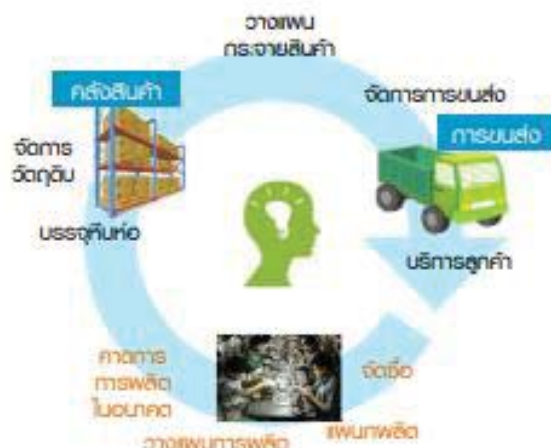 วางแผน
กระจายสินค้า
คลังสินค้า
จัดการการขนส่ง
การขนส่ง
จัดการ
วัตถุดิบ
บรรจุหีบห่อ
บริการลูกค้า
คาดการ
การผลิต
ในอนาคต
จัดซื้อ
แผนกผลิต
วางแผนการผลิต